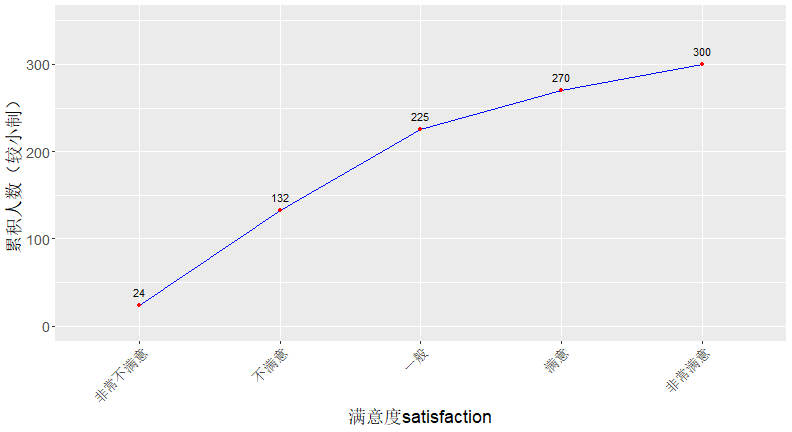 累积人数（较小制）
300
200
100
0
24
132
225
270
300
非常不满意
不满意
一般
满意
非常满意
满意度satisfaction